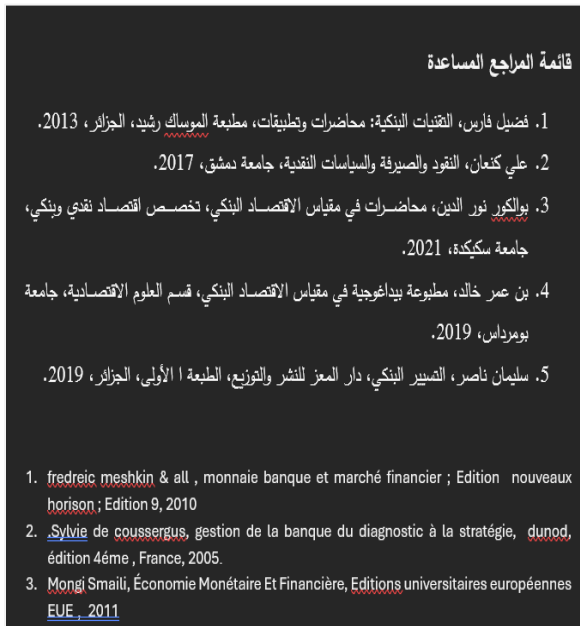 قائمة المراجع المساعدة
1. فضيل فارس، التقنيات البنكية: محاضرات وتطبيقات، مطبعة الموساك رشيد، الجزائر، 2013.
2. علي كنعان، النقود والصيرفة والسياسات النقدية، جامعة دمشق، 2017.
3. بوالكور نور الدين، محاضرات في مقياس الاقتصاد البنكي، تخصص اقتصاد نقدي وبنكي،
جامعة سكيكدة، 2021.
4. بن عمر خالد، مطبوعة بيداغوجية في مقياس الاقتصاد البنكي، قسم العلوم الاقتصادية، جامعة
بومرداس، 2019.
5. سليمان ناصر، التسيير البنكي، دار المعز للنشر والتوزيع، الطبعة ا الأولى، الجزائر، 2019.
1. fredreic meshkin & all , monnaie banque et marché financier ; Edition nouveaux
horison ; Edition 9, 2010
2. .Sylvie de coussergus, gestion de la banque du diagnostic à la stratégie, dunod,
édition 4éme , France, 2005.
3. Mongi Smaili, Économie Monétaire Et Financière, Editions universitaires européennes
EUE , 2011